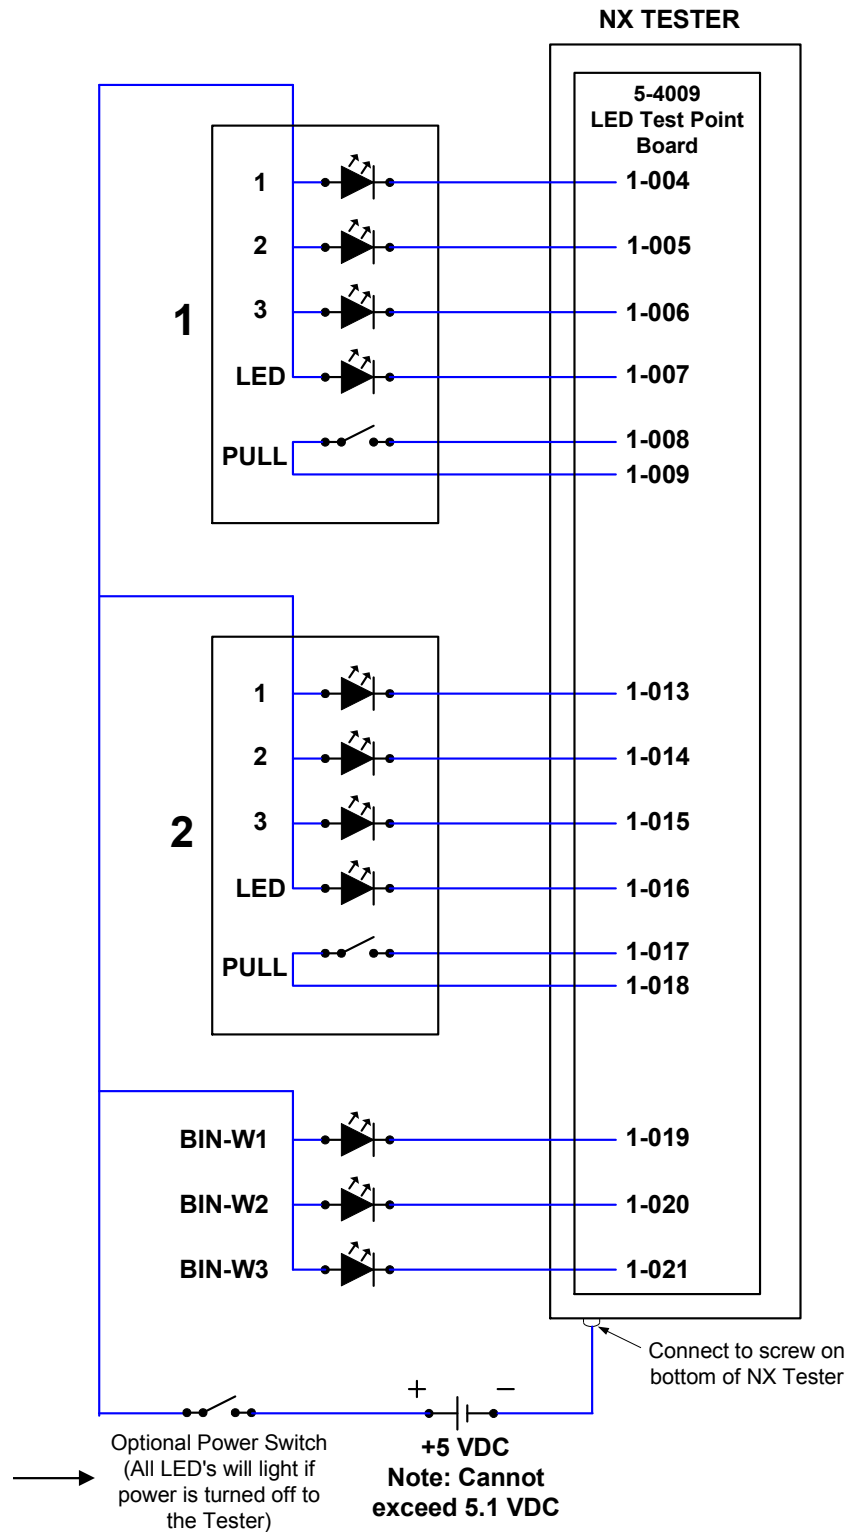 NX TESTER
5-4009
LED Test Point
Board
1
1-004
2
1-005
1
3
1-006
LED
1-007
PULL
1-008
1-009
1
1-013
2
1-014
2
3
1-015
LED
1-016
PULL
1-017
1-018
BIN-W1
1-019
BIN-W2
1-020
BIN-W3
1-021
Connect to screw on
bottom of NX Tester
+ –
Optional Power Switch
(All LED's will light if
power is turned off to
the Tester)
+5 VDC
Note: Cannot
exceed 5.1 VDC